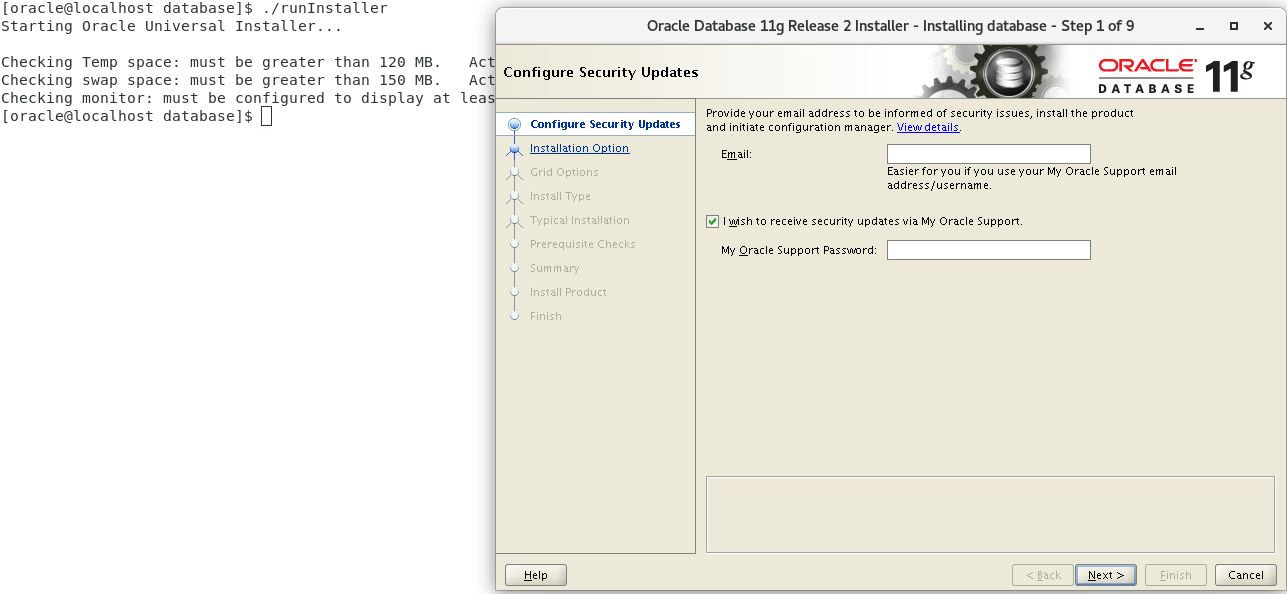 [oracle@localhost database]$ ./runInstaller
Starting Oracle Universal Installer...
Checking Temp space: must be greater than 120 MB.   Act
Checking swap space: must be greater than 150 MB.   Act
Checking monitor: must be configured to display at leas
[oracle@localhost database]$
Oracle Database 11g Release 2 Installer - Installing database - Step 1 of 9
Configure Security Updates
ORACLE
DATABASE 11g
Configure Security Updates
Installation Option
Grid Options
Install Type
Typical Installation
Prerequisite Checks
Summary
Install Product
Finish
Provide your email address to be informed of security issues, install the product
and initiate configuration manager. View details.
Email:
Easier for you if you use your My Oracle Support email
address/username.
I wish to receive security updates via My Oracle Support.
My Oracle Support Password:
Help
< Back
Next >
Finish
Cancel